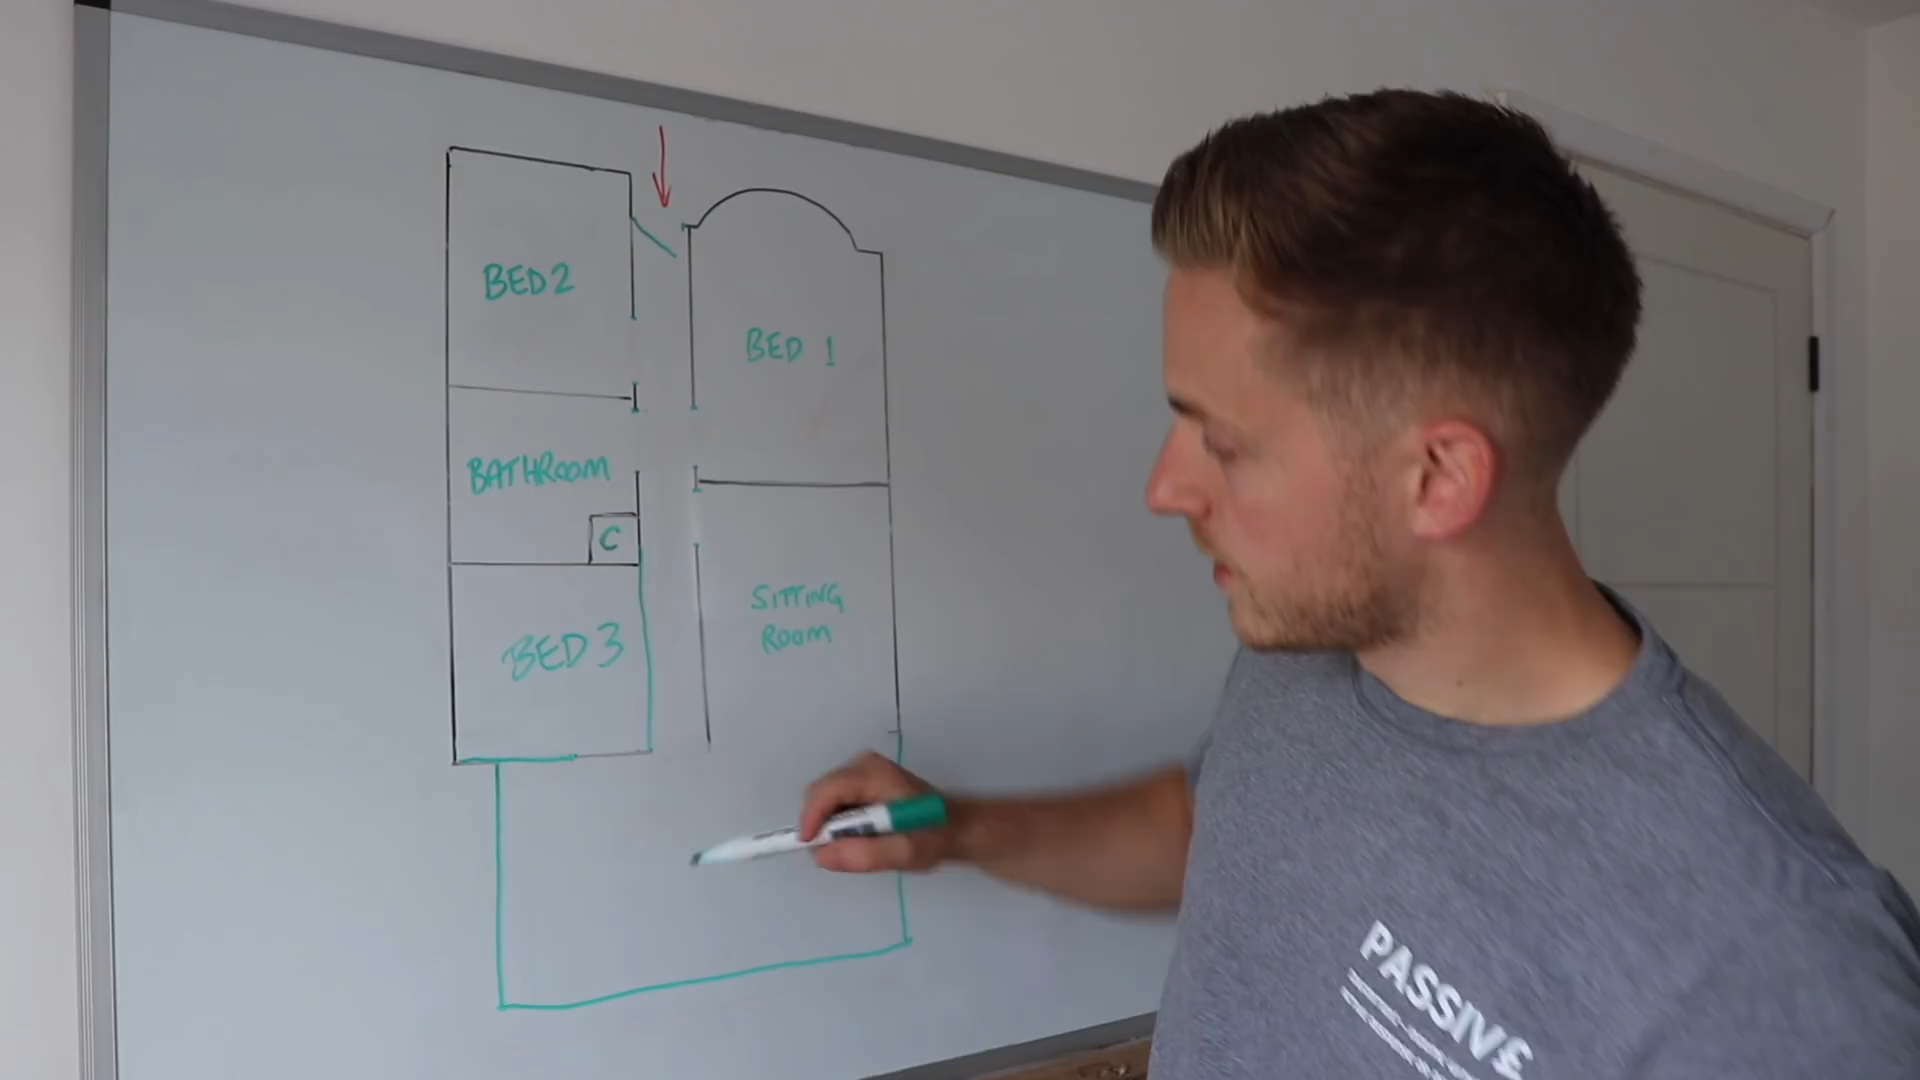 BED 2
BED 1
BATHROOM
C
SITTING
ROOM
BED 3
PASSIVE